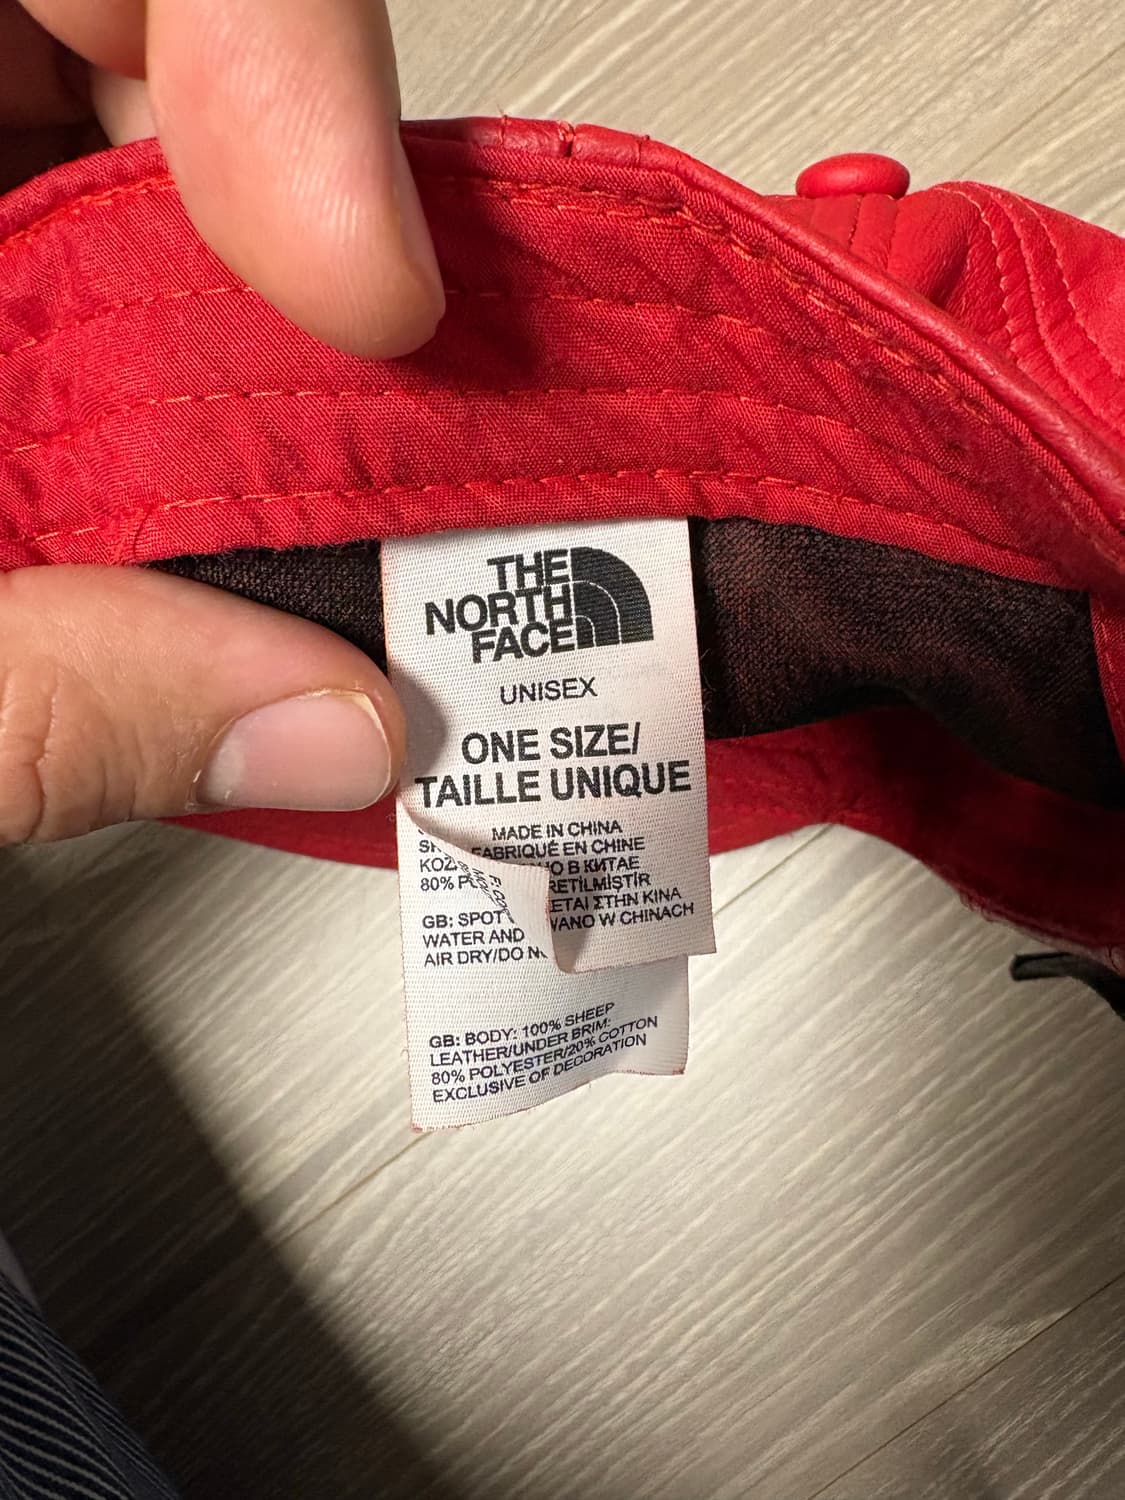 THE
NORTH
FACE
UNISEX
ONE SIZE/
TAILLE UNIQUE
MADE IN CHINA
FABRIQUÉ EN CHINE
В КИТАЕ
ΣΤΗΝ ΚΙΝΑ
W CHINACH
80%
GB: SPOT
WATER AND
AIR DRY/DO
GB: BODY: 100% SHEEP
LEATHER/UNDER BRIM:
80% POLYESTER/20% COTTON
EXCLUSIVE OF DECORATION